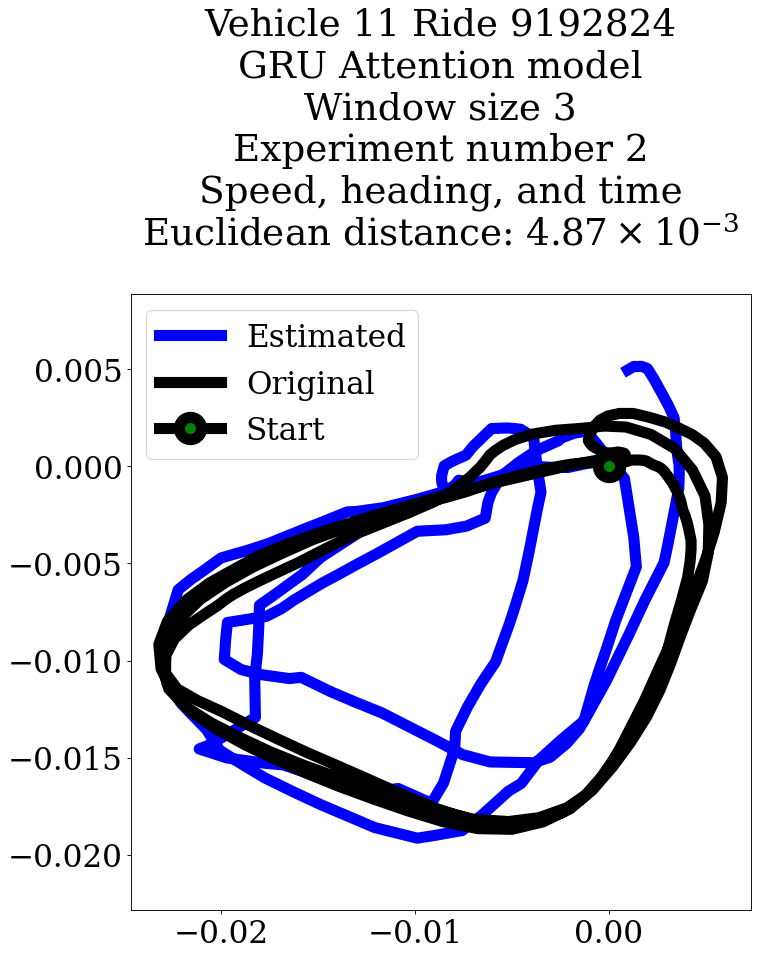 Vehicle 11 Ride 9192824
GRU Attention model
Window size 3
Experiment number 2
Speed, heading, and time
Euclidean distance: 4.87 × 10⁻³
Estimated
Original
Start
0.005
0.000
−0.005
−0.010
−0.015
−0.020
−0.02
−0.01
0.00